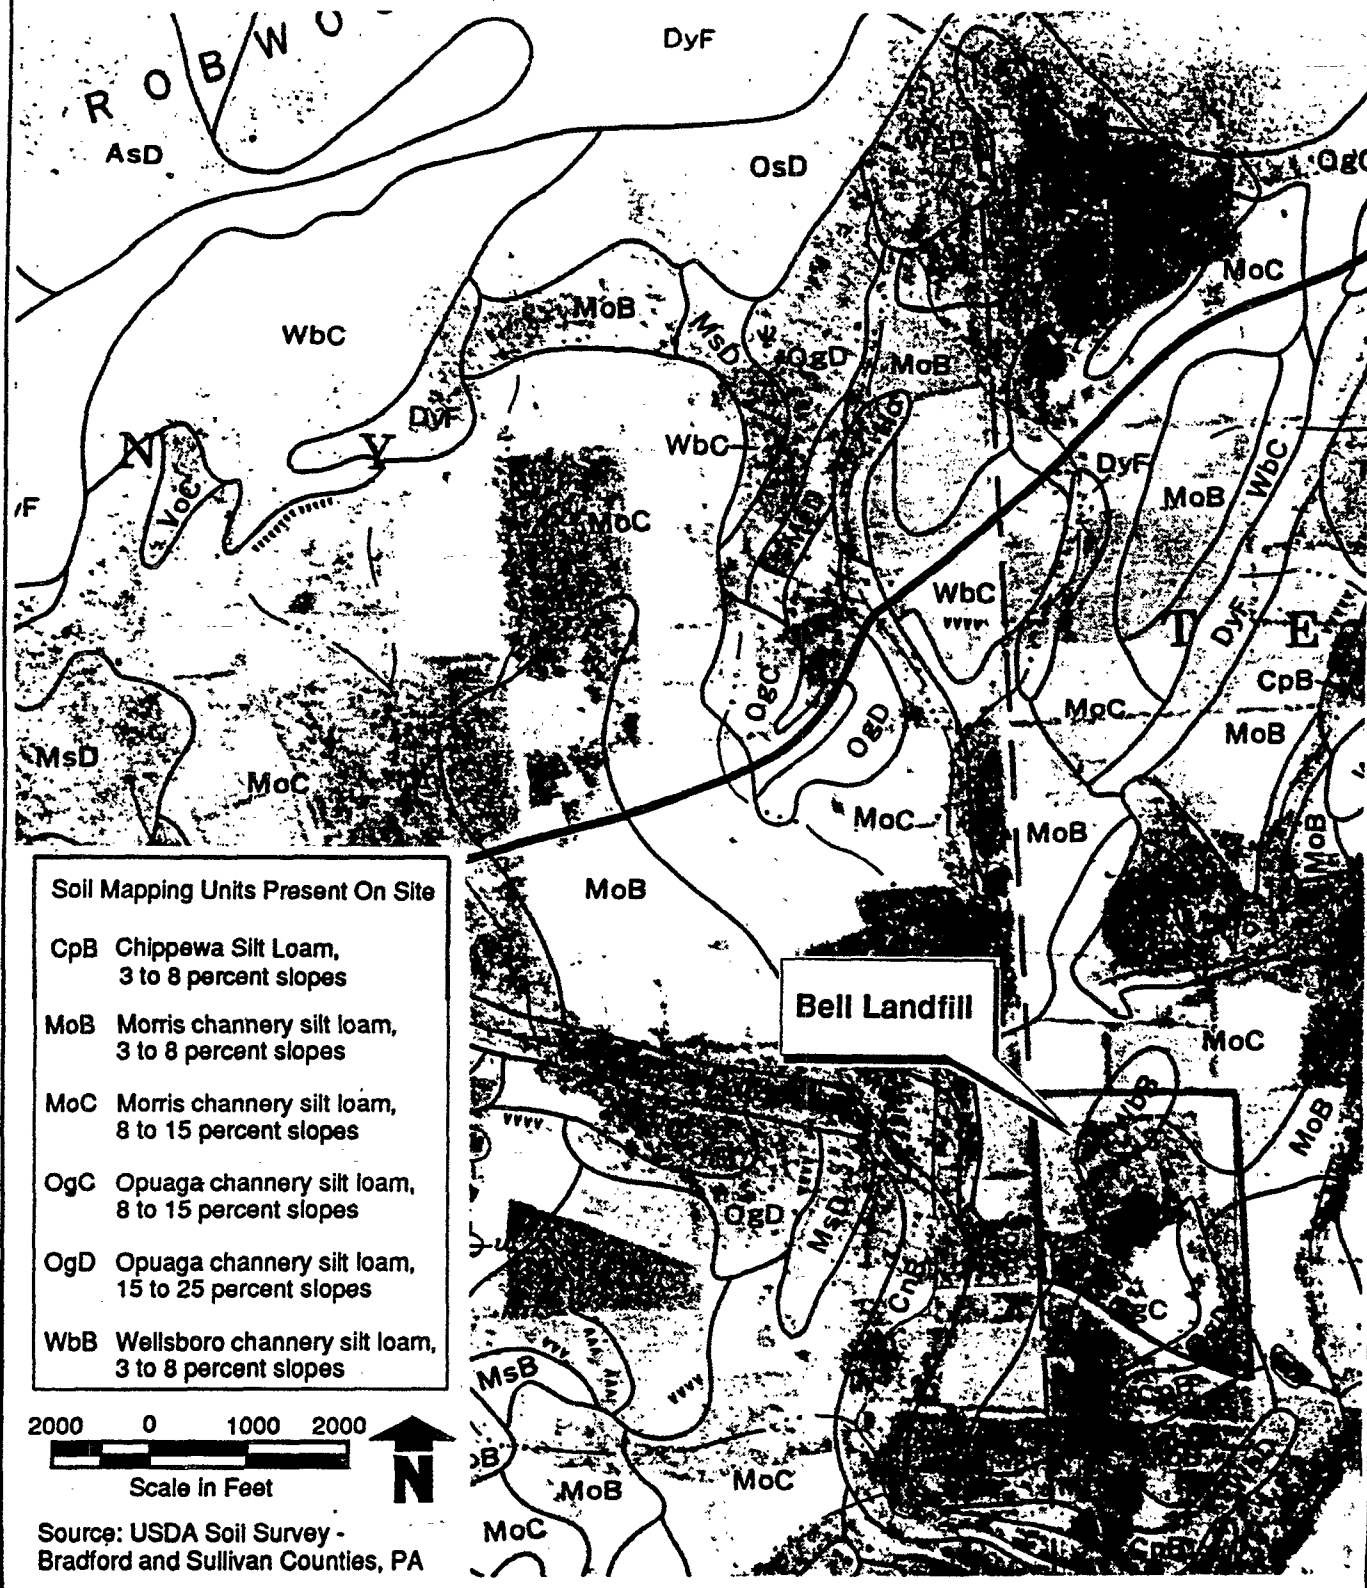 R O B W
DyF
AsD
OsD
OgC
MoC
WbC
MoB
MsD
OgD
MoB
DyF
WbC
N
Y
VoC
MoC
MsD
DyF
MoB
WbC
WbC
T
E
DyF
CpB
OgC
OgD
MoC
MoB
MsD
MoC
MoC
MoB
MoB
MoB
Bell Landfill
MoC
WbB
MoB
OgD
MsD
MsB
MoB
MoC
MoC
CpB
Soil Mapping Units Present On Site
CpB Chippewa Silt Loam,
3 to 8 percent slopes
MoB Morris channery silt loam,
3 to 8 percent slopes
MoC Morris channery silt loam,
8 to 15 percent slopes
OgC Opuaga channery silt loam,
8 to 15 percent slopes
OgD Opuaga channery silt loam,
15 to 25 percent slopes
WbB Wellsboro channery silt loam,
3 to 8 percent slopes
2000 0 1000 2000
Scale in Feet
N
Source: USDA Soil Survey -
Bradford and Sullivan Counties, PA